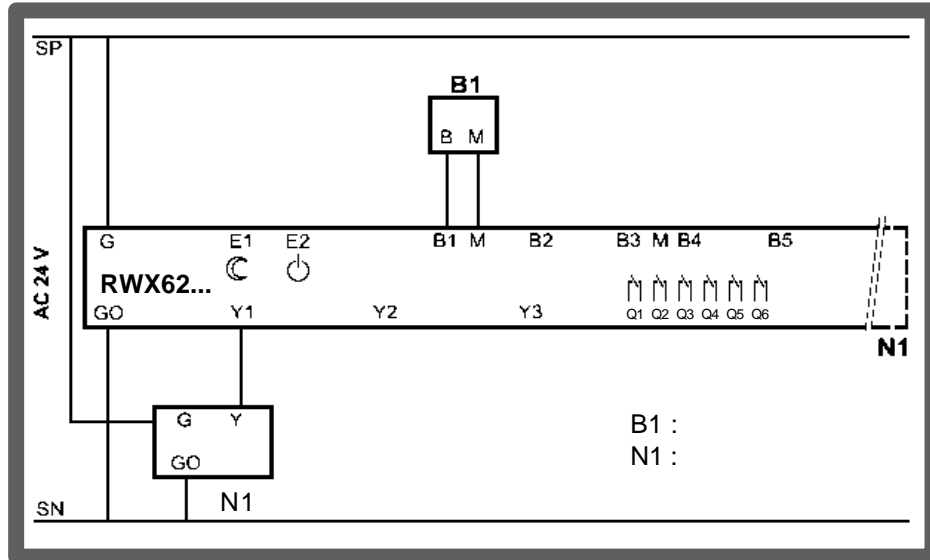 SP
B1
B M
G E1 E2 B1 M B2 B3 M B4 B5
RWX62...
AC 24 V
GO Y1 Y2 Y3 Q1 Q2 Q3 Q4 Q5 Q6
N1
G Y
GO
B1 :
N1 :
N1
SN